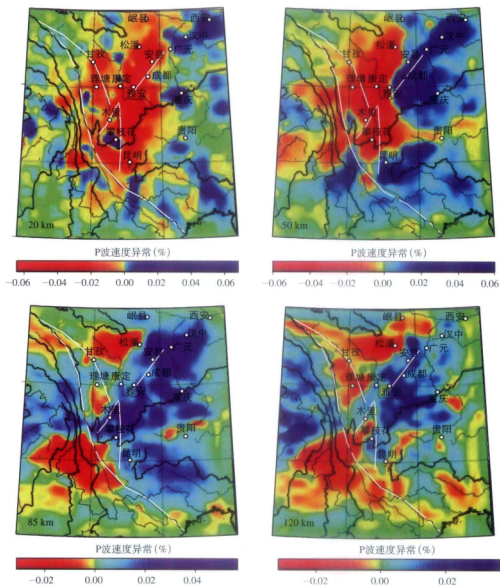 岷县 西安
汉中
松潘 广元
甘孜 安县
成都
理塘康定
雅安 重庆
木里
攀枝花 贵阳
昆明
20 km
P波速度异常(%)
−0.06 −0.04 −0.02 0.00 0.02 0.04 0.06
岷县 西安
汉中
松潘 广元
甘孜 安县
成都
理塘康定
雅安 重庆
木里
攀枝花 贵阳
昆明
50 km
P波速度异常(%)
−0.06 −0.04 −0.02 0.00 0.02 0.04 0.06
岷县 西安
汉中
松潘 广元
甘孜 安县
成都
理塘康定
雅安 重庆
木里
攀枝花 贵阳
昆明
85 km
P波速度异常(%)
−0.02 0.00 0.02 0.04
岷县 西安
汉中
松潘 广元
甘孜 安县
成都
理塘康定
雅安 重庆
木里
攀枝花 贵阳
昆明
120 km
P波速度异常(%)
−0.02 0.00 0.02